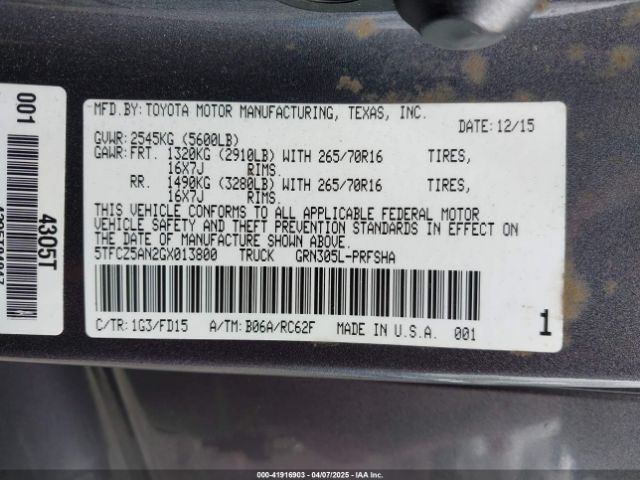 MFD.BY: TOYOTA MOTOR MANUFACTURING, TEXAS, INC.
DATE: 12/15
GVWR: 2545KG (5600LB)
GAWR: FRT. 1320KG (2910LB) WITH 265/70R16 TIRES,
16X7J RIMS.
RR. 1490KG (3280LB) WITH 265/70R16 TIRES,
16X7J RIMS.
THIS VEHICLE CONFORMS TO ALL APPLICABLE FEDERAL MOTOR
VEHICLE SAFETY AND THEFT PREVENTION STANDARDS IN EFFECT ON
THE DATE OF MANUFACTURE SHOWN ABOVE.
5TFCZ5AN2GX013800 TRUCK GRN305L-PRFSHA
C/TR: 1G3/FD15 A/TM: B06A/RC62F MADE IN U.S.A. 001
1
001
4305T
000-41916903 - 04/07/2025 - IAAI.COM